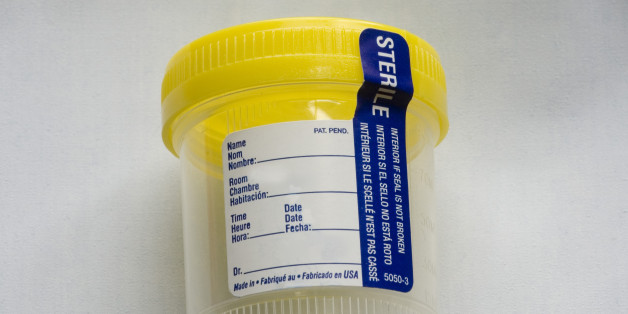 STERILE
INTERIOR IF SEAL IS NOT BROKEN
INTERIOR SI EL SELLO NO ESTÁ ROTO
INTÉRIEUR SI LE SCELLÉ N'EST PAS CASSÉ
5050-3
PAT. PEND.
Name
Nom
Nombre:
Room
Chambre
Habitación:
Time Date
Heure Date
Hora: Fecha:
Dr.
Made in • Fabriqué au • Fabricado en USA